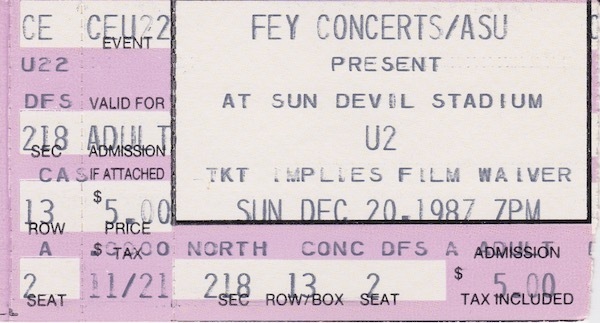 CE CEU22 FEY CONCERTS/ASU
EVENT
U22 PRESENT
DFS VALID FOR AT SUN DEVIL STADIUM
218 ADULT U2
SEC ADMISSION
CAS IF ATTACHED TKT IMPLIES FILM WAIVER
13 $ 5.00 SUN DEC 20.1987 7PM
ROW PRICE
A $ TAX NORTH CONC DFS A ADULT
ADMISSION
2 11/21 218 13 2 $ 5.00
SEAT SEC ROW/BOX SEAT TAX INCLUDED